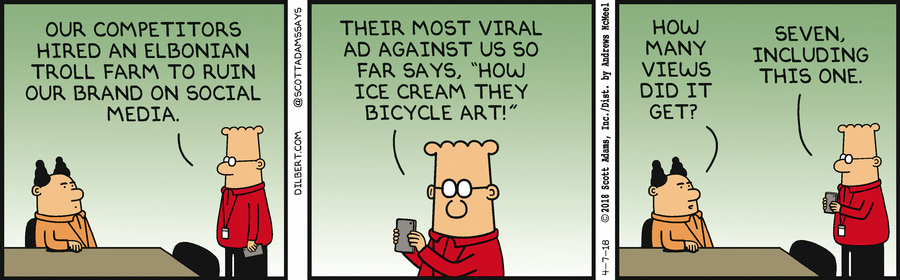 OUR COMPETITORS
HIRED AN ELBONIAN
TROLL FARM TO RUIN
OUR BRAND ON SOCIAL
MEDIA.
DILBERT.COM @SCOTTADAMSSAYS
THEIR MOST VIRAL
AD AGAINST US SO
FAR SAYS, "HOW
ICE CREAM THEY
BICYCLE ART!"
4-7-18 ©2018 Scott Adams, Inc./Dist. by Andrews McMeel
HOW
MANY
VIEWS
DID IT
GET?
SEVEN,
INCLUDING
THIS ONE.